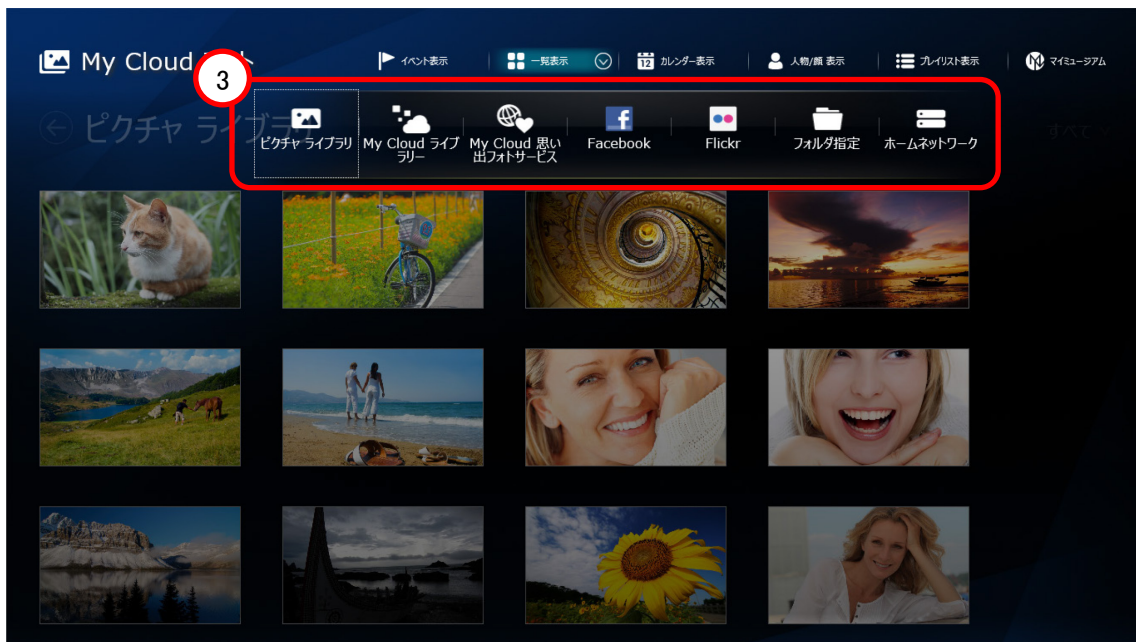 My Cloud フォト
イベント表示
一覧表示
12
カレンダー表示
人物/顔 表示
プレイリスト表示
マイミュージアム
3
ピクチャ ライブラリ
すべて
ピクチャ ライブラリ
My Cloud ライブ
ラリー
My Cloud 思い
出フォトサービス
Facebook
Flickr
フォルダ指定
ホームネットワーク